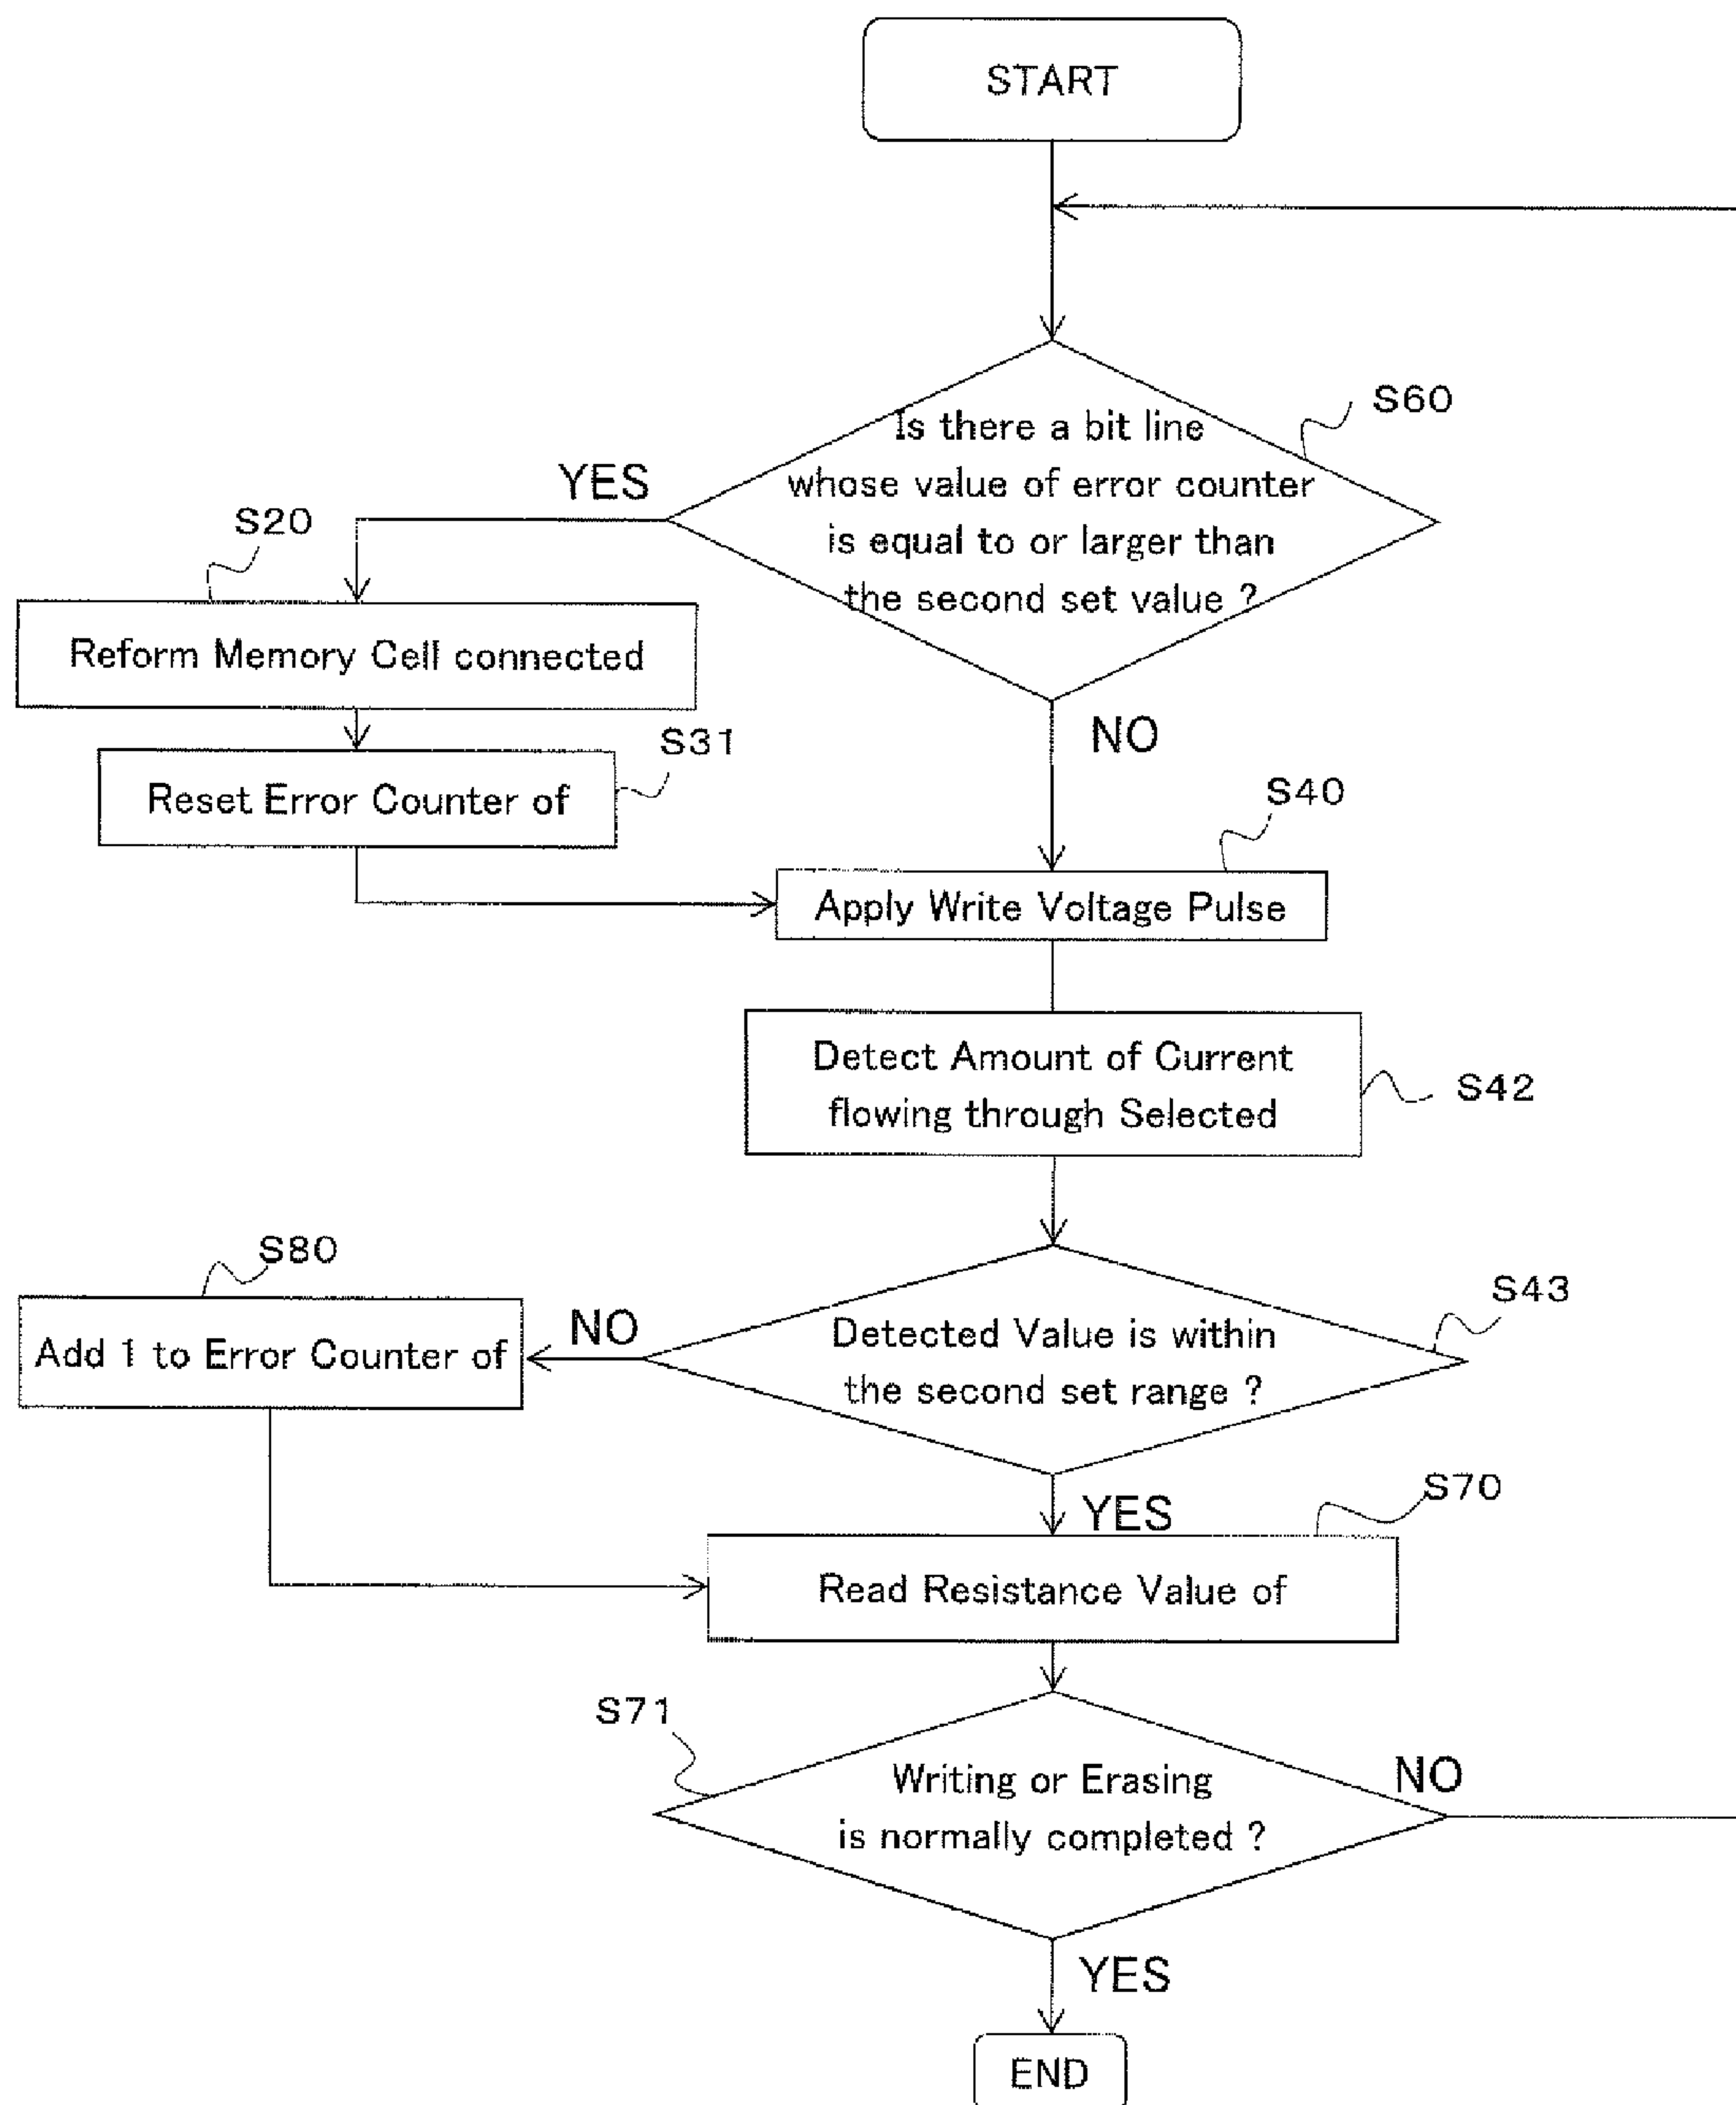 START
Is there a bit line
whose value of error counter
is equal to or larger than
the second set value ?
S60
YES
S20
Reform Memory Cell connected
S31
NO
Reset Error Counter of
S40
Apply Write Voltage Pulse
Detect Amount of Current
flowing through Selected
S42
S80
S43
Add 1 to Error Counter of
NO
Detected Value is within
the second set range ?
YES
S70
Read Resistance Value of
S71
Writing or Erasing
is normally completed ?
NO
YES
END